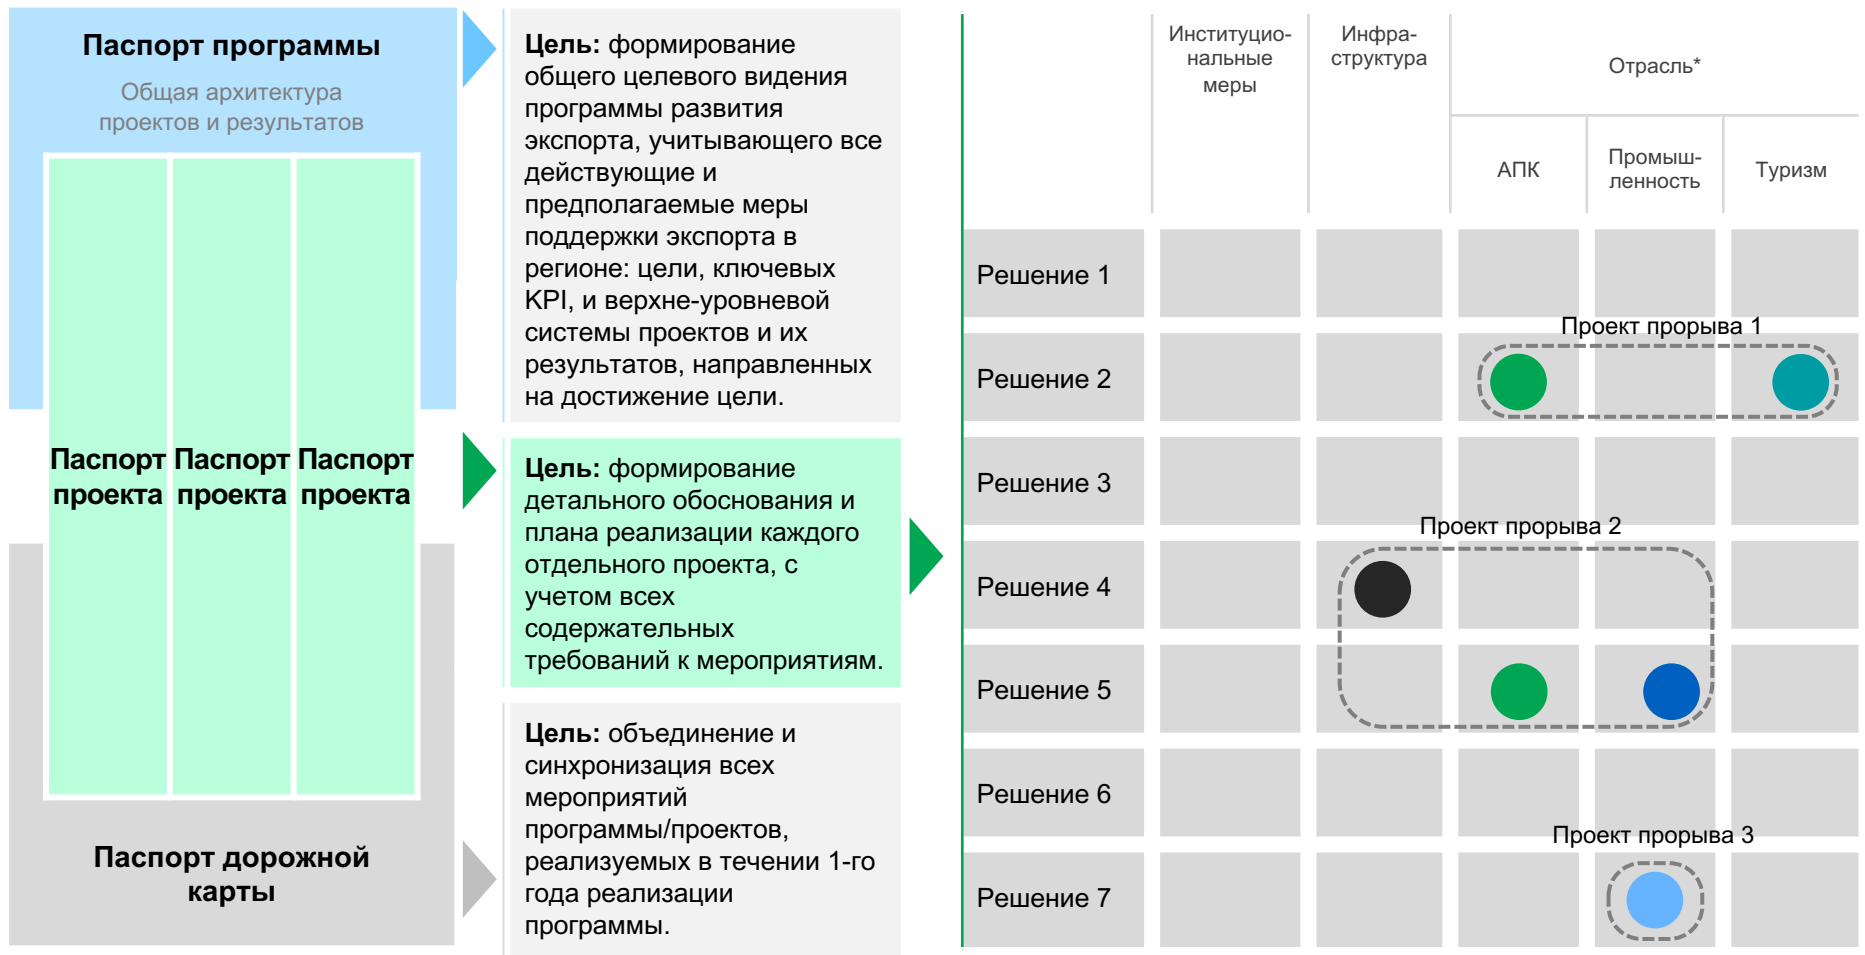 Паспорт программы
Общая архитектура
проектов и результатов
Паспорт
проекта
Паспорт
проекта
Паспорт
проекта
Паспорт дорожной
карты
Цель: формирование
общего целевого видения
программы развития
экспорта, учитывающего все
действующие и
предполагаемые меры
поддержки экспорта в
регионе: цели, ключевых
KPI, и верхне-уровневой
системы проектов и их
результатов, направленных
на достижение цели.
Цель: формирование
детального обоснования и
плана реализации каждого
отдельного проекта, с
учетом всех
содержательных
требований к мероприятиям.
Цель: объединение и
синхронизация всех
мероприятий
программы/проектов,
реализуемых в течении 1-го
года реализации
программы.
Институцио-
нальные
меры
Инфра-
структура
Отрасль*
АПК
Промыш-
ленность
Туризм
Решение 1
Проект прорыва 1
Решение 2
Решение 3
Проект прорыва 2
Решение 4
Решение 5
Решение 6
Проект прорыва 3
Решение 7